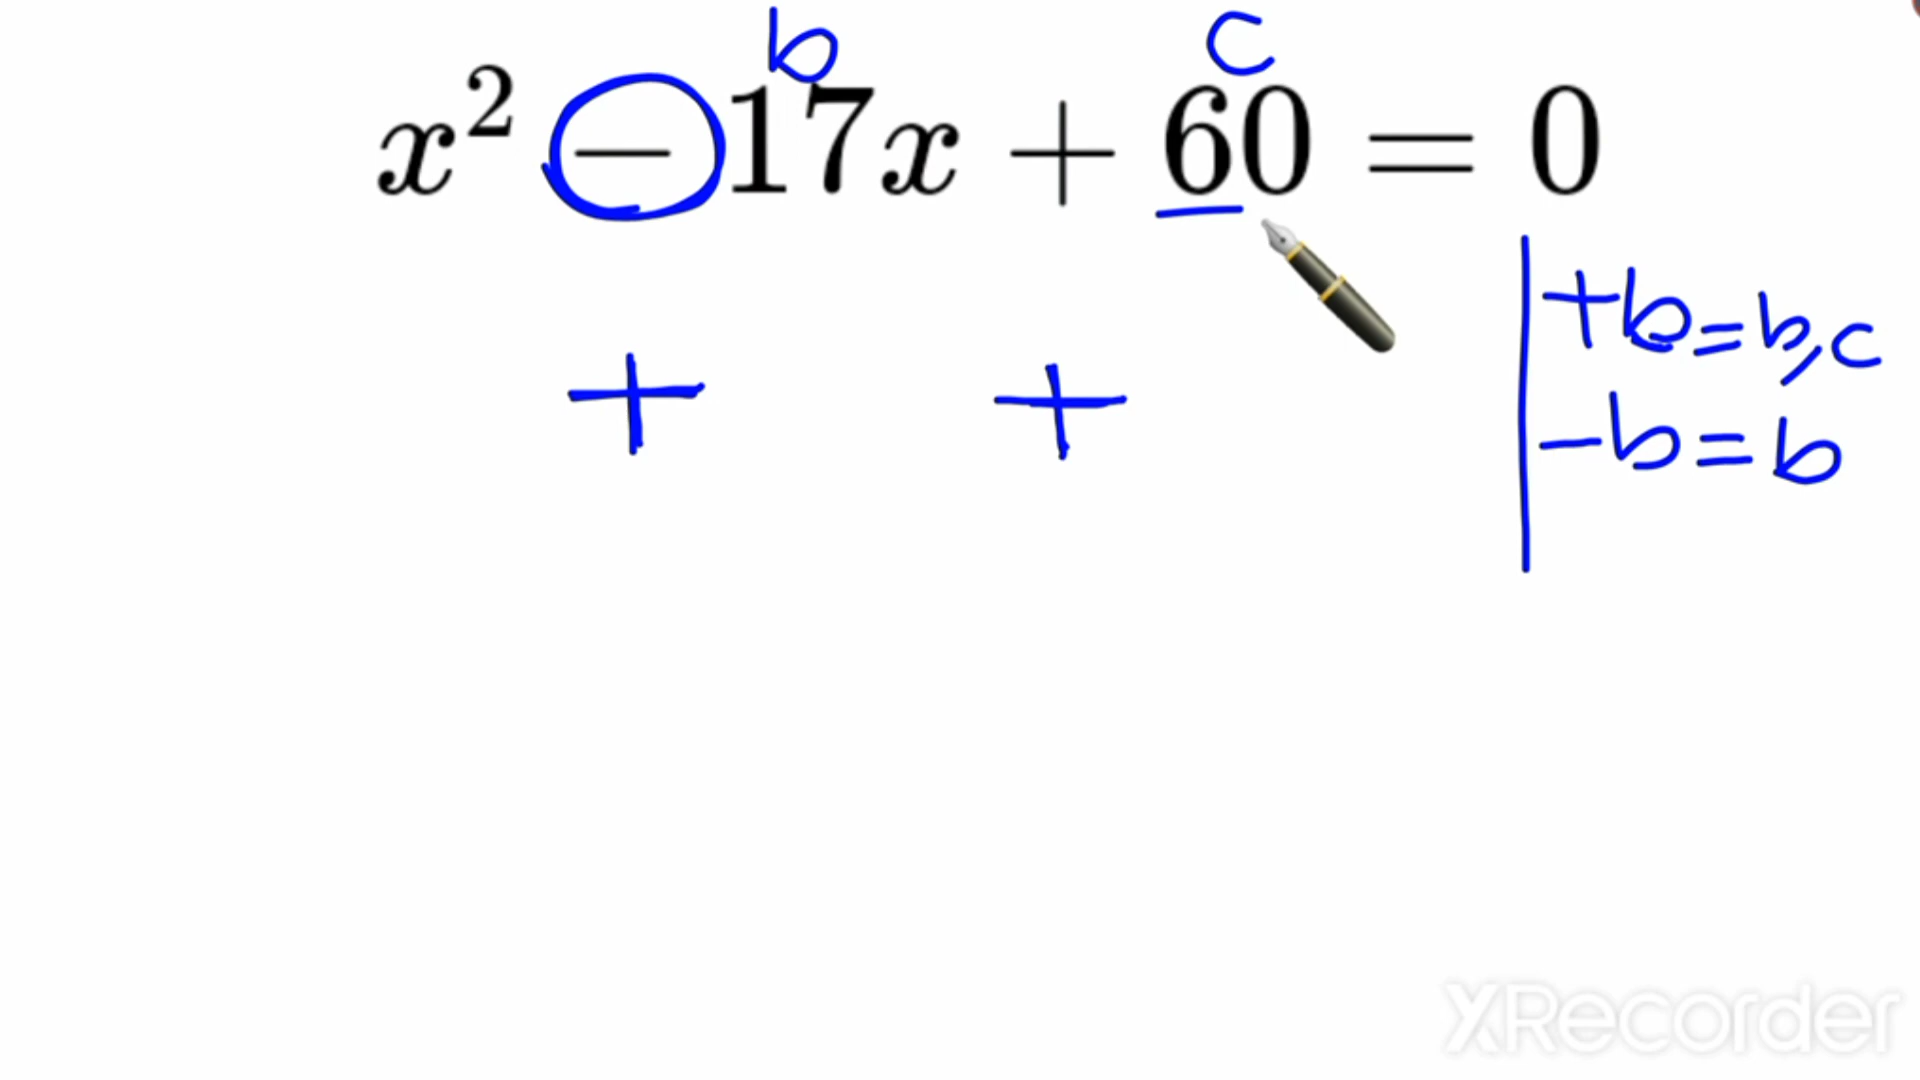 b c
x² − 17x + 60 = 0
+b = b, c
+ +
−b = b
XRecorder